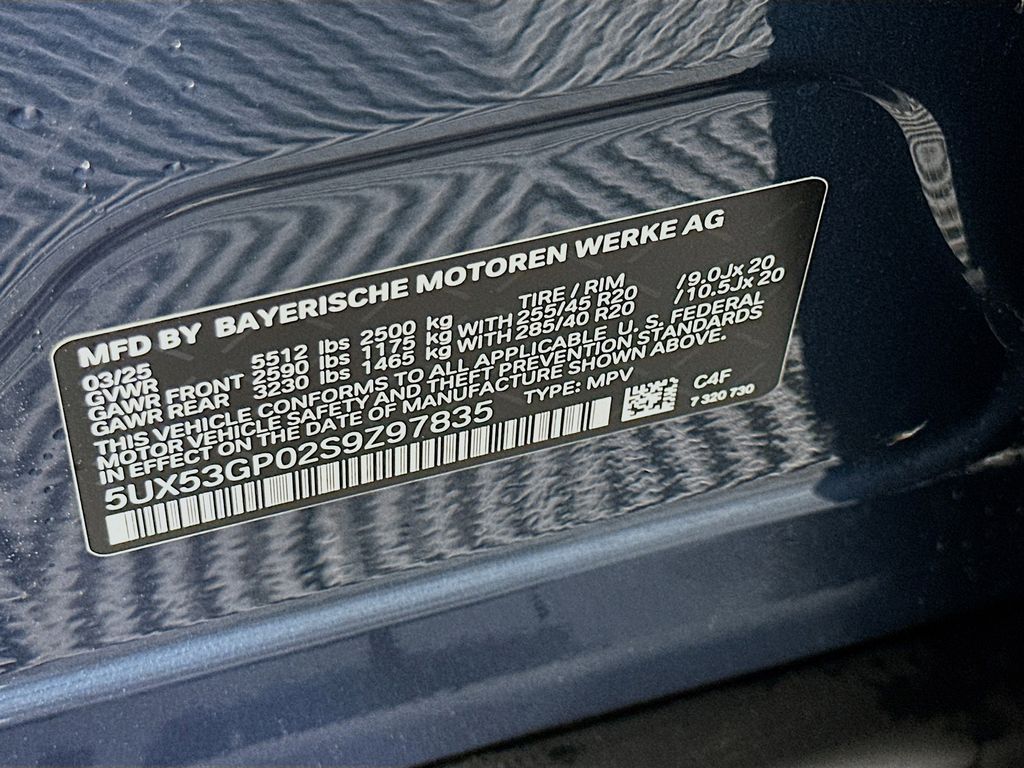 MFD BY BAYERISCHE MOTOREN WERKE AG
03/25 TIRE / RIM
GVWR 5512 lbs 2500 kg
GAWR FRONT 2590 lbs 1175 kg WITH 255/45 R20 /9.0Jx 20
GAWR REAR 3230 lbs 1465 kg WITH 285/40 R20 /10.5Jx 20
THIS VEHICLE CONFORMS TO ALL APPLICABLE U. S. FEDERAL
MOTOR VEHICLE SAFETY AND THEFT PREVENTION STANDARDS
IN EFFECT ON THE DATE OF MANUFACTURE SHOWN ABOVE.
5UX53GP02S9Z97835 TYPE: MPV C4F
7 320 730